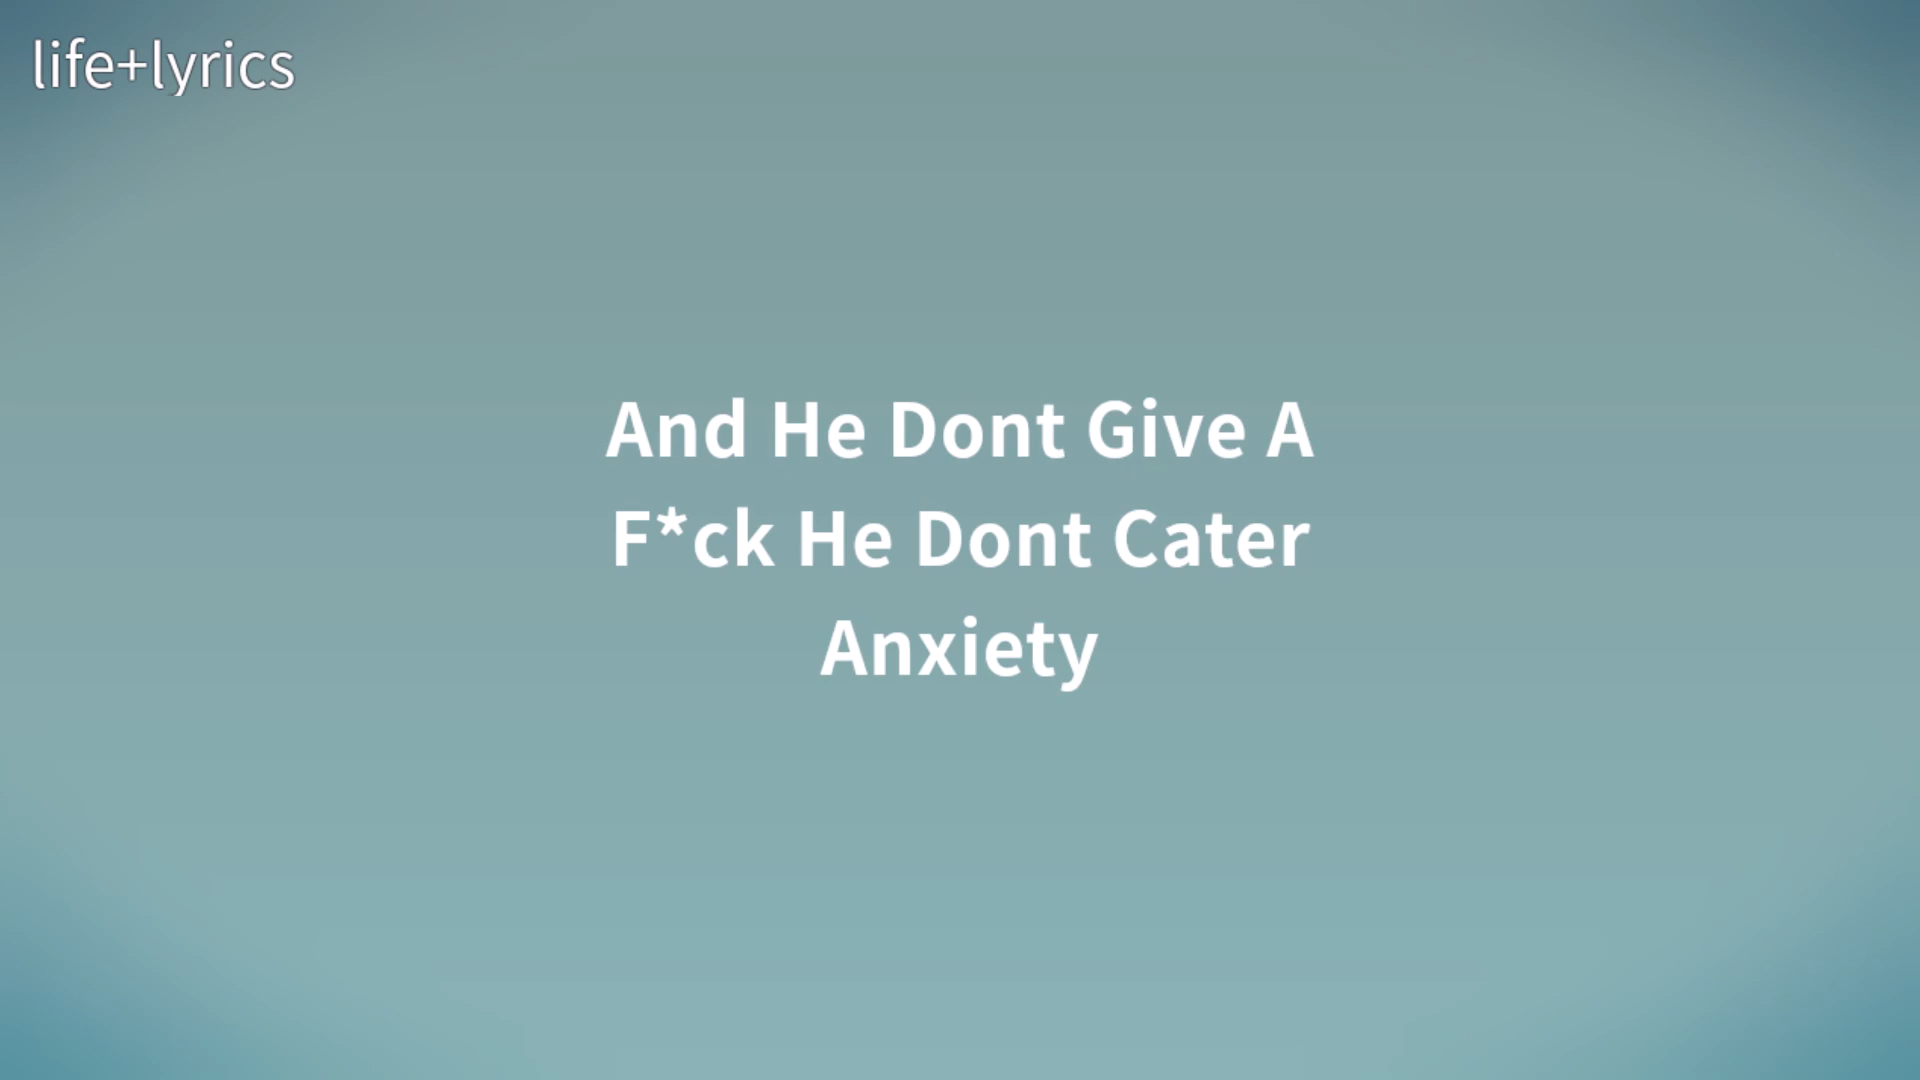 life+lyrics
And He Dont Give A
F*ck He Dont Cater
Anxiety